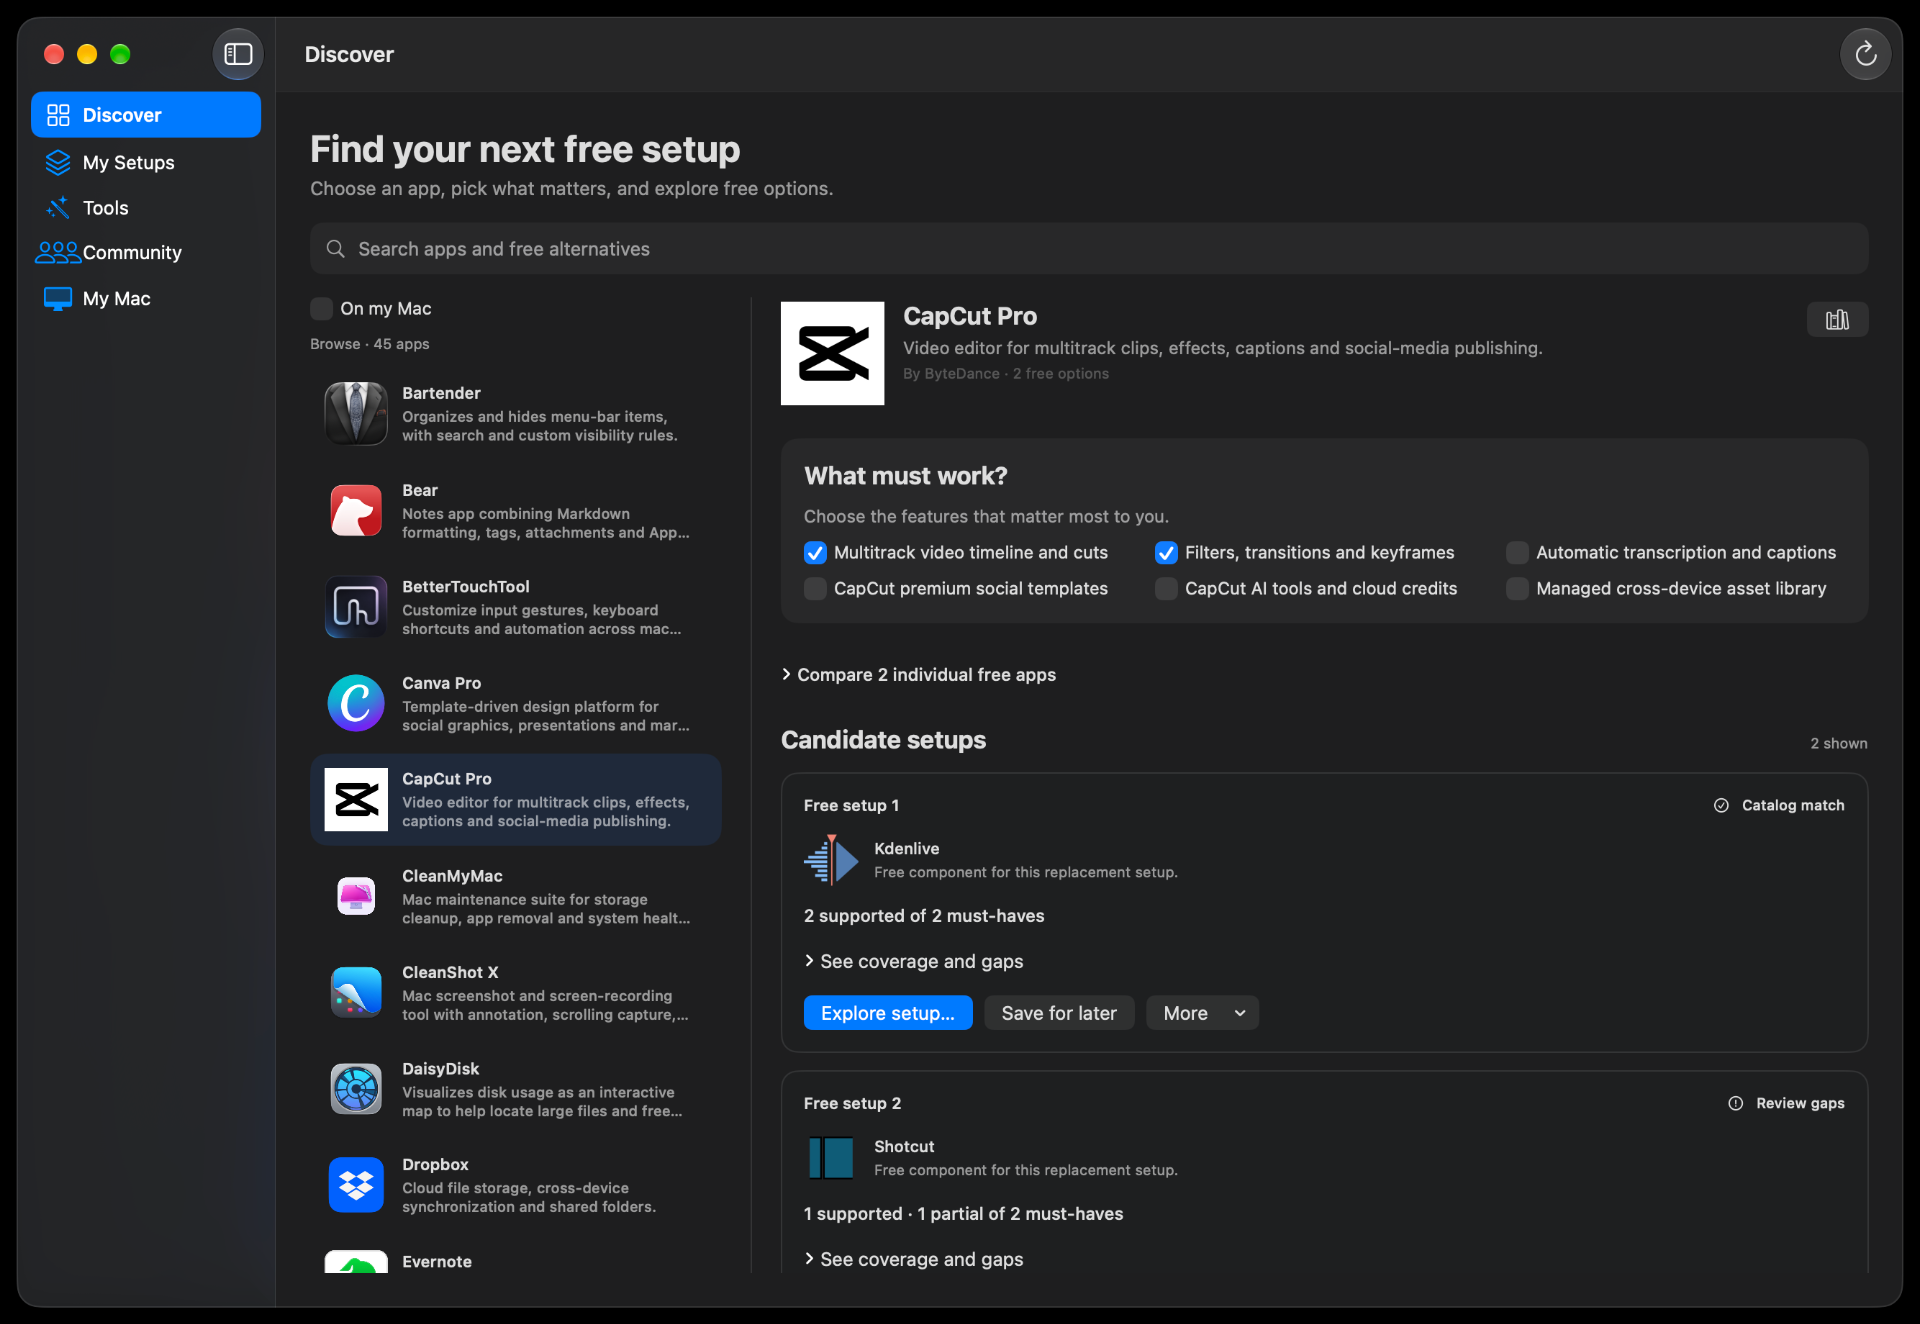 Discover
Discover
My Setups
Tools
Community
My Mac
Find your next free setup
Choose an app, pick what matters, and explore free options.
Search apps and free alternatives
On my Mac
Browse · 45 apps
Bartender
Organizes and hides menu-bar items,
with search and custom visibility rules.
Bear
Notes app combining Markdown
formatting, tags, attachments and App...
BetterTouchTool
Customize input gestures, keyboard
shortcuts and automation across mac...
Canva Pro
Template-driven design platform for
social graphics, presentations and mar...
CapCut Pro
Video editor for multitrack clips, effects,
captions and social-media publishing.
CleanMyMac
Mac maintenance suite for storage
cleanup, app removal and system healt...
CleanShot X
Mac screenshot and screen-recording
tool with annotation, scrolling capture,...
DaisyDisk
Visualizes disk usage as an interactive
map to help locate large files and free...
Dropbox
Cloud file storage, cross-device
synchronization and shared folders.
Evernote
CapCut Pro
Video editor for multitrack clips, effects, captions and social-media publishing.
By ByteDance · 2 free options
What must work?
Choose the features that matter most to you.
Multitrack video timeline and cuts
Filters, transitions and keyframes
Automatic transcription and captions
CapCut premium social templates
CapCut AI tools and cloud credits
Managed cross-device asset library
Compare 2 individual free apps
Candidate setups
2 shown
Free setup 1
Catalog match
Kdenlive
Free component for this replacement setup.
2 supported of 2 must-haves
See coverage and gaps
Explore setup...
Save for later
More
Free setup 2
Review gaps
Shotcut
Free component for this replacement setup.
1 supported · 1 partial of 2 must-haves
See coverage and gaps